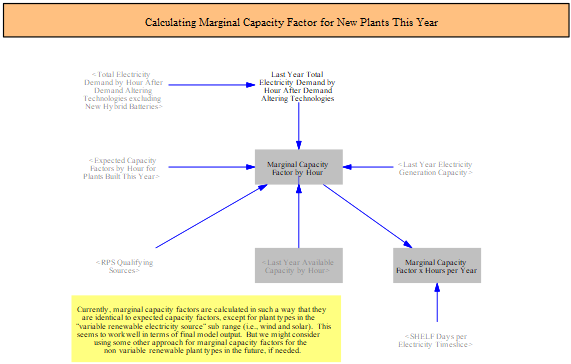 Calculating Marginal Capacity Factor for New Plants This Year
<Total Electricity
Demand by Hour After
Demand Altering
Technologies excluding
New Hybrid Batteries>
Last Year Total
Electricity Demand by
Hour After Demand
Altering Technologies
<Expected Capacity
Factors by Hour for
Plants Built This Year>
Marginal Capacity
Factor by Hour
<Last Year Electricity
Generation Capacity>
<RPS Qualifying
Sources>
<Last Year Available
Capacity by Hour>
Marginal Capacity
Factor x Hours per Year
Currently, marginal capacity factors are calculated in such a way that they
are identical to expected capacity factors, except for plant types in the
"variable renewable electricity source" sub range (i.e., wind and solar). This
seems to work well in terms of final model output. But we might consider
using some other approach for marginal capacity factors for the
non variable renewable plant types in the future, if needed.
<SHELF Days per
Electricity Timeslice>